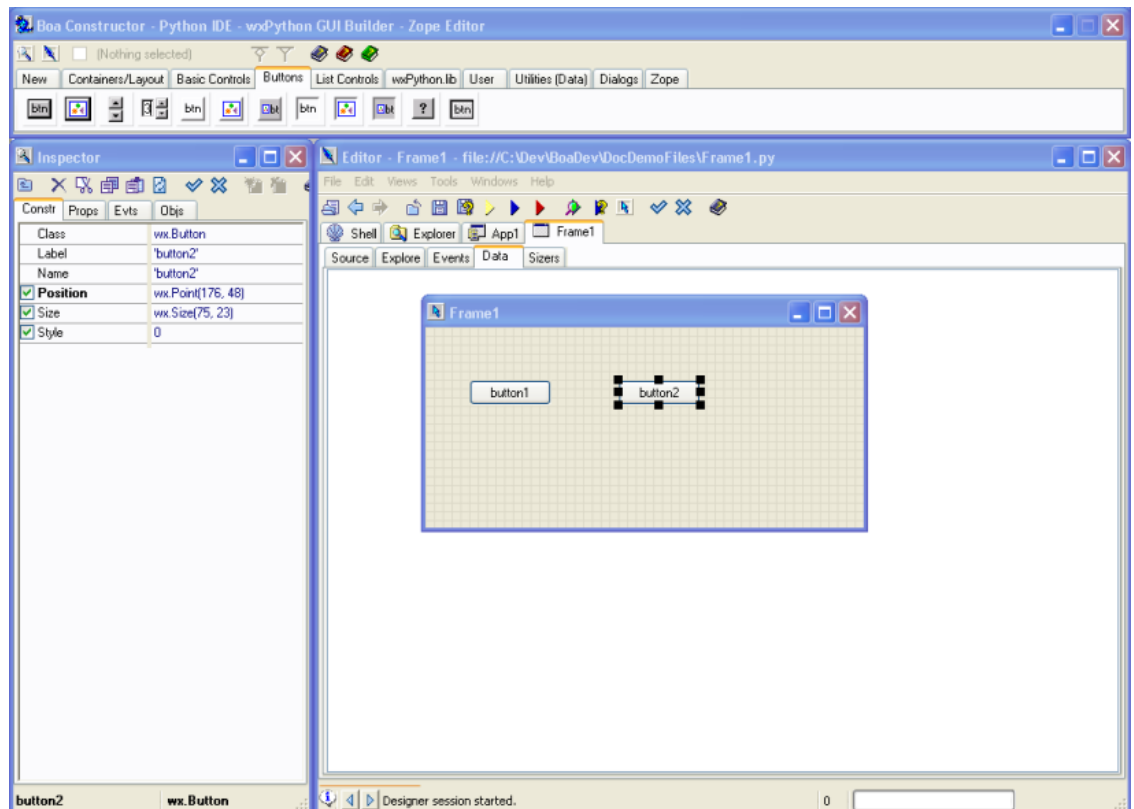 Boa Constructor - Python IDE - wxPython GUI Builder - Zope Editor
(Nothing selected)
New Containers/Layout Basic Controls Buttons List Controls wxPython.lib User Utilities (Data) Dialogs Zope
btn btn btn ? btn
Inspector
Constr Props Evts Objs
Class wx.Button
Label 'button2'
Name 'button2'
Position wx.Point(176, 48)
Size wx.Size(75, 23)
Style 0
button2 wx.Button
Editor - Frame1 - file://C:\Dev\BoaDev\DocDemoFiles\Frame1.py
File Edit Views Tools Windows Help
Shell Explorer App1 Frame1
Source Explore Events Data Sizers
Frame1
button1 button2
Designer session started. 0